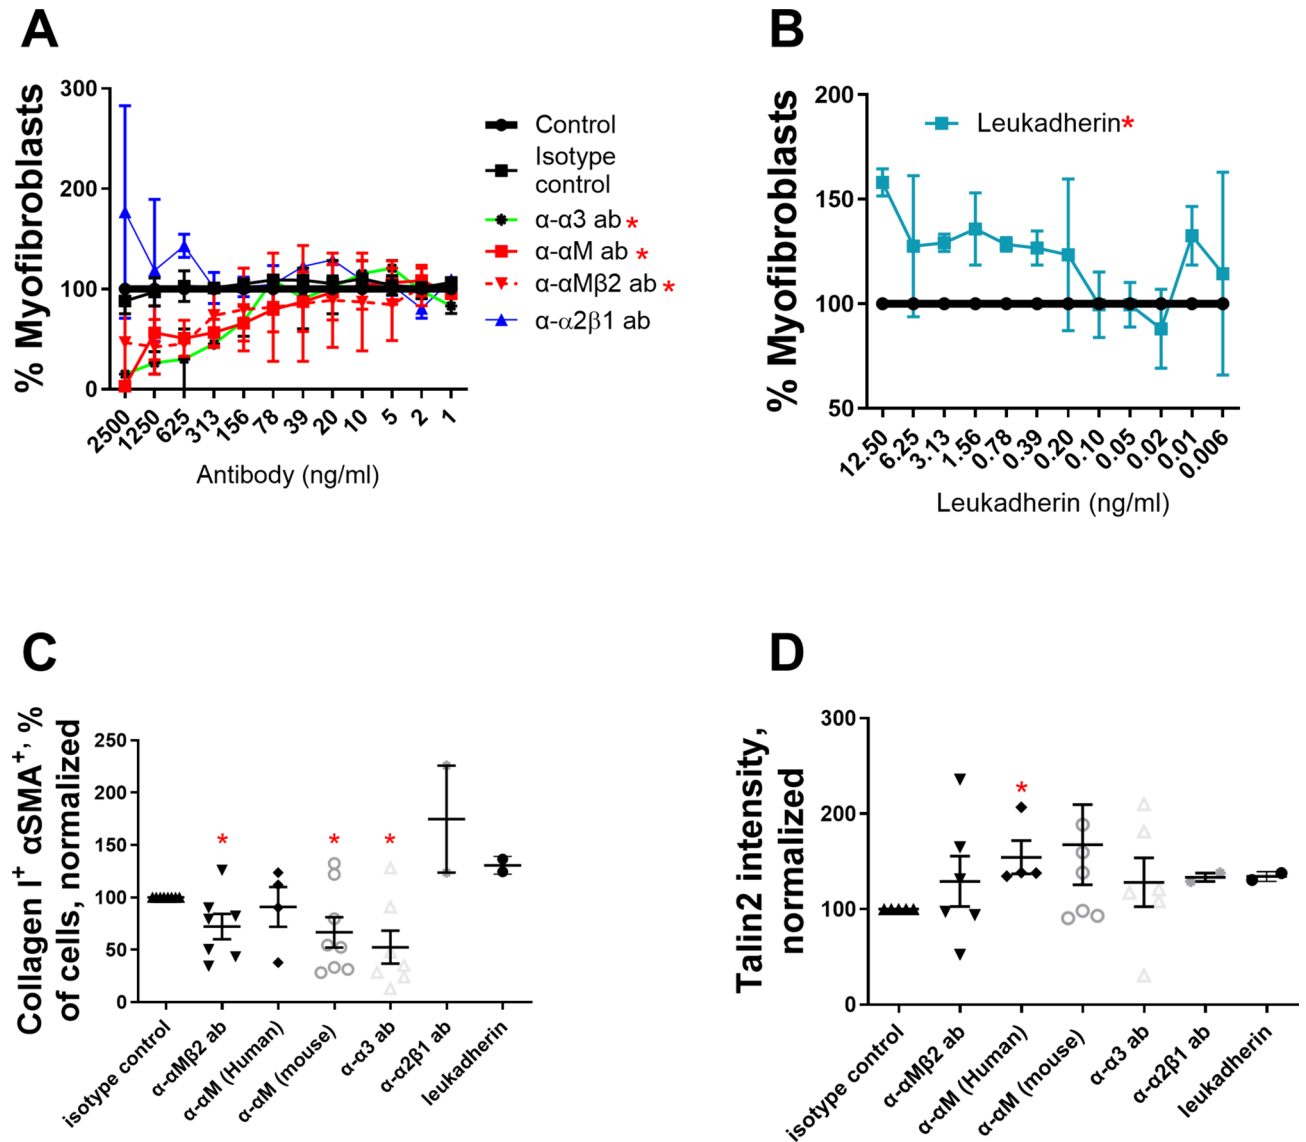 A
% Myofibroblasts
300
200
100
0
2500
1250
625
313
156
78
39
20
10
5
2
1
Antibody (ng/ml)
Control
Isotype
control
α-α3 ab*
α-αM ab*
α-αMβ2 ab*
α-α2β1 ab
B
% Myofibroblasts
200
150
100
50
Leukadherin*
12.50
6.25
3.13
1.56
0.78
0.39
0.20
0.10
0.05
0.02
0.01
0.006
Leukadherin (ng/ml)
C
Collagen I⁺ αSMA⁺, %
of cells, normalized
250
200
150
100
50
0
* * *
isotype control
α-αMβ2 ab
α-αM (Human)
α-αM (mouse)
α-α3 ab
α-α2β1 ab
leukadherin
D
Talin2 intensity,
normalized
300
200
100
0
*
isotype control
α-αMβ2 ab
α-αM (Human)
α-αM (mouse)
α-α3 ab
α-α2β1 ab
leukadherin